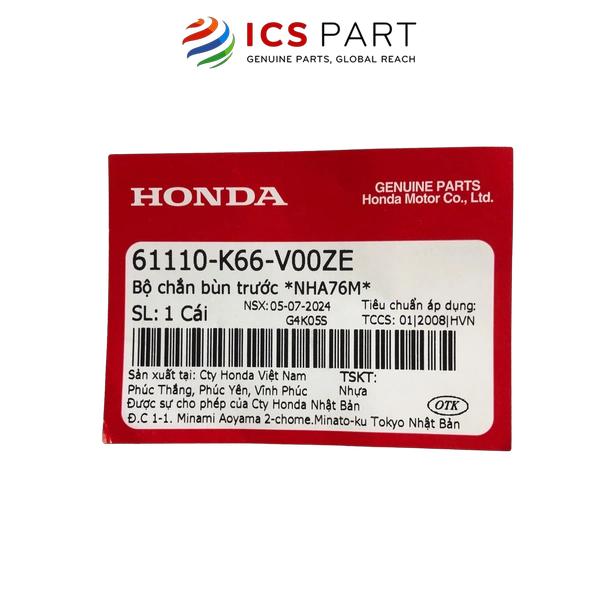 ICS PART
GENUINE PARTS, GLOBAL REACH
HONDA
GENUINE PARTS
Honda Motor Co., Ltd.
61110-K66-V00ZE
Bộ chắn bùn trước *NHA76M*
SL: 1 Cái
NSX: 05-07-2024
G4K05S
Tiêu chuẩn áp dụng:
TCCS: 01|2008|HVN
Sản xuất tại: Cty Honda Việt Nam
Phúc Thắng, Phúc Yên, Vĩnh Phúc
TSKT:
Nhựa
Được sự cho phép của Cty Honda Nhật Bản
Đ.C 1-1. Minami Aoyama 2-chome.Minato-ku Tokyo Nhật Bản
OTK